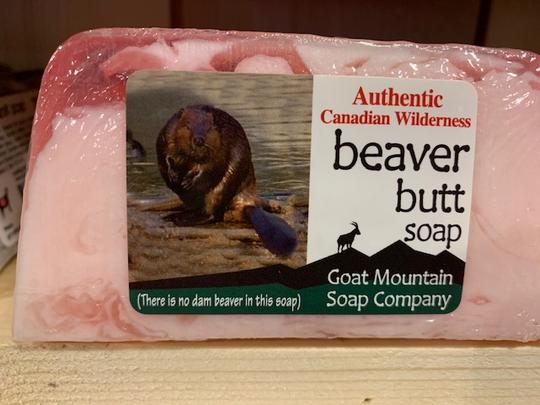 Authentic
Canadian Wilderness
beaver
butt
soap
Goat Mountain
Soap Company
(There is no dam beaver in this soap)